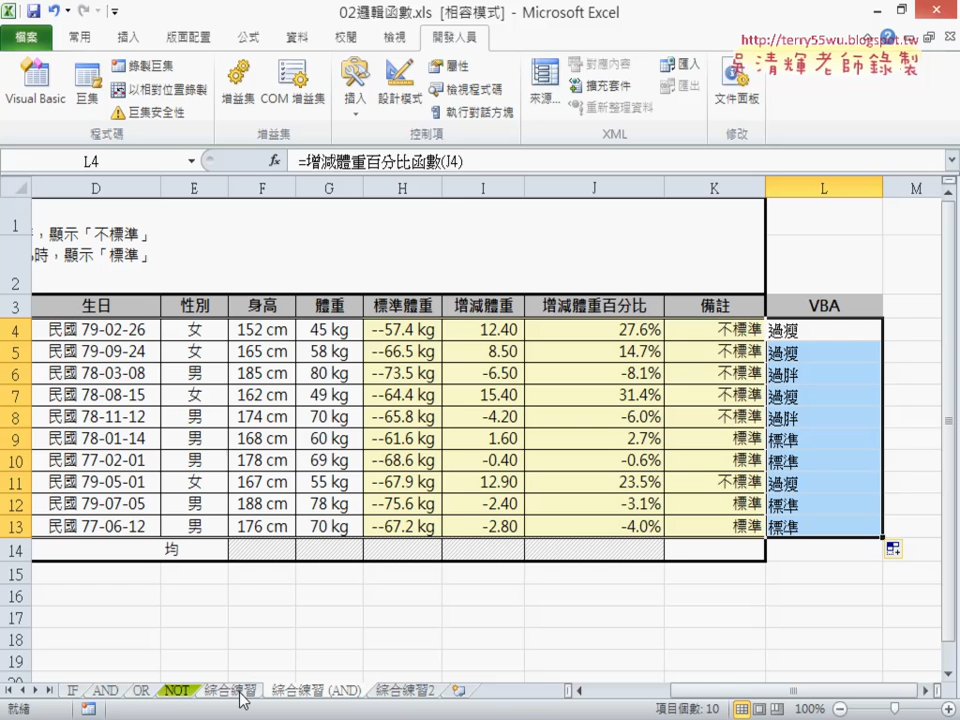 02邏輯函數.xls [相容模式] - Microsoft Excel
檔案 常用 插入 版面配置 公式 資料 校閱 檢視 開發人員
http://terry55wu.blogspot.tw
吳清輝老師錄製
Visual Basic 巨集 錄製巨集 以相對位置錄製 巨集安全性 程式碼
增益集 COM 增益集 增益集
插入 設計模式 屬性 檢視程式碼 執行對話方塊 控制項
來源... 對應內容 擴充套件 重新整理資料 匯入 匯出 XML
文件面板 修改
L4 fx =增減體重百分比函數(J4)
D E F G H I J K L M
1 ，顯示「不標準」
2 時，顯示「標準」
3 生日 性別 身高 體重 標準體重 增減體重 增減體重百分比 備註 VBA
4 民國 79-02-26 女 152 cm 45 kg --57.4 kg 12.40 27.6% 不標準 過瘦
5 民國 79-09-24 女 165 cm 58 kg --66.5 kg 8.50 14.7% 不標準 過瘦
6 民國 78-03-08 男 185 cm 80 kg --73.5 kg -6.50 -8.1% 不標準 過胖
7 民國 78-08-15 女 162 cm 49 kg --64.4 kg 15.40 31.4% 不標準 過瘦
8 民國 78-11-12 男 174 cm 70 kg --65.8 kg -4.20 -6.0% 不標準 過胖
9 民國 78-01-14 男 168 cm 60 kg --61.6 kg 1.60 2.7% 標準 標準
10 民國 77-02-01 男 178 cm 69 kg --68.6 kg -0.40 -0.6% 標準 標準
11 民國 79-05-01 女 167 cm 55 kg --67.9 kg 12.90 23.5% 不標準 過瘦
12 民國 79-07-05 男 188 cm 78 kg --75.6 kg -2.40 -3.1% 標準 標準
13 民國 77-06-12 男 176 cm 70 kg --67.2 kg -2.80 -4.0% 標準 標準
14 均
15
16
17
18
19
IF AND OR NOT 綜合練習 綜合練習 (AND) 綜合練習2
就緒 項目個數: 10 100%